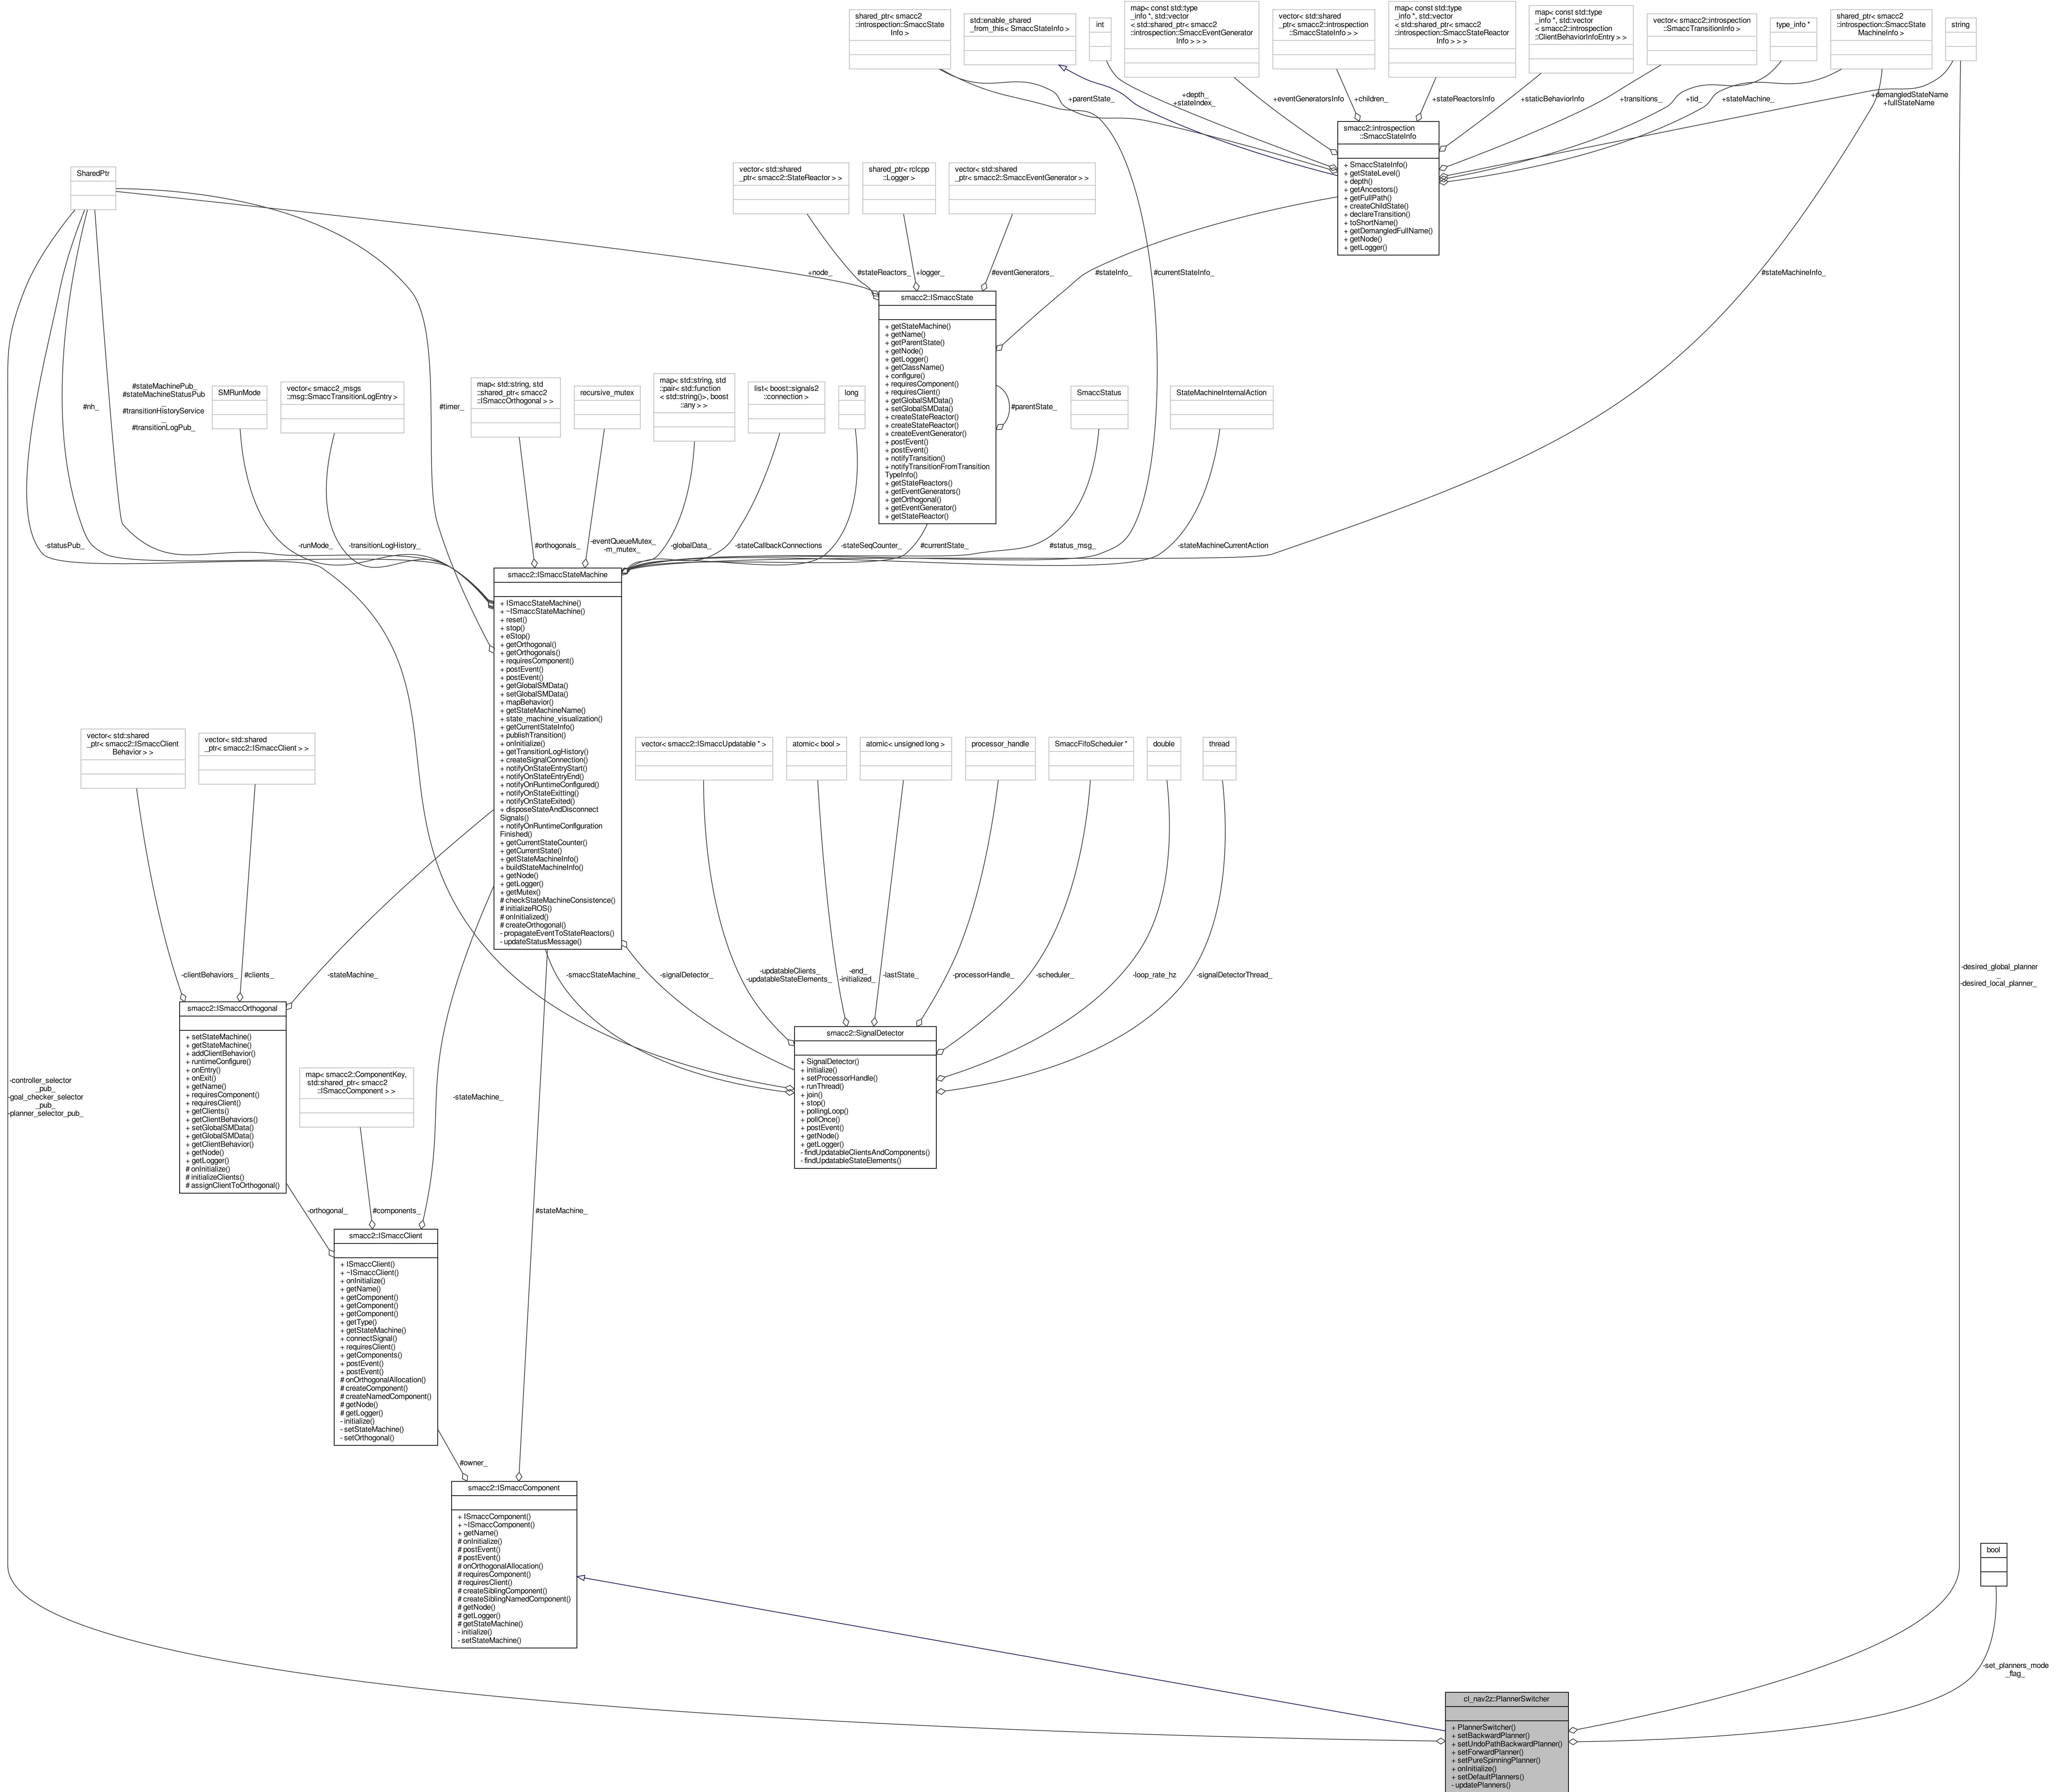 shared_ptr< smacc2
::introspection::SmaccState
Info >
std::enable_shared
_from_this< SmaccStateInfo >
int
map< const std::type
_info *, std::vector
< std::shared_ptr< smacc2
::introspection::SmaccEventGenerator
Info > > >
vector< std::shared
_ptr< smacc2::introspection
::SmaccStateInfo > >
map< const std::type
_info *, std::vector
< std::shared_ptr< smacc2
::introspection::SmaccStateReactor
Info > > >
map< const std::type
_info *, std::vector
< smacc2::introspection
::ClientBehaviorInfoEntry > >
vector< smacc2::introspection
::SmaccTransitionInfo >
type_info *
shared_ptr< smacc2
::introspection::SmaccState
MachineInfo >
string
+parentState_
+depth_
+stateIndex_
+eventGeneratorsInfo
+children_
+stateReactorsInfo
+staticBehaviorInfo
+transitions_
+tid_
+stateMachine_
+demangledStateName
+fullStateName
smacc2::introspection
::SmaccStateInfo
+ SmaccStateInfo()
+ getStateLevel()
+ depth()
+ getAncestors()
+ getFullPath()
+ createChildState()
+ declareTransition()
+ toShortName()
+ getDemangledFullName()
+ getNode()
+ getLogger()
SharedPtr
vector< std::shared
_ptr< smacc2::StateReactor > >
shared_ptr< rclcpp
::Logger >
vector< std::shared
_ptr< smacc2::SmaccEventGenerator > >
+node_
#stateReactors_
+logger_
#eventGenerators_
#stateInfo_
#currentStateInfo_
#stateMachineInfo_
smacc2::ISmaccState
+ getStateMachine()
+ getName()
+ getParentState()
+ getNode()
+ getLogger()
+ getClassName()
+ configure()
+ requiresComponent()
+ requiresClient()
+ getGlobalSMData()
+ setGlobalSMData()
+ createStateReactor()
+ createStateReactor()
+ createEventGenerator()
+ postEvent()
+ postEvent()
+ notifyTransition()
+ notifyTransitionFromTransition
TypeInfo()
+ getStateReactors()
+ getEventGenerators()
+ getOrthogonal()
+ getEventGenerator()
+ getStateReactor()
#parentState_
#nh_
#stateMachinePub_
#stateMachineStatusPub
_
#transitionHistoryService
_
#transitionLogPub_
SMRunMode
vector< smacc2_msgs
::msg::SmaccTransitionLogEntry >
#timer_
map< std::string, std
::shared_ptr< smacc2
::ISmaccOrthogonal > >
recursive_mutex
map< std::string, std
::pair< std::function
< std::string()>, boost
::any > >
list< boost::signals2
::connection >
long
SmaccStatus
StateMachineInternalAction
-statusPub_
-runMode_
-transitionLogHistory_
#orthogonals_
-eventQueueMutex_
-m_mutex_
-globalData_
-stateCallbackConnections
-stateSeqCounter_
#currentState_
#status_msg_
-stateMachineCurrentAction
smacc2::ISmaccStateMachine
+ ISmaccStateMachine()
+ ~ISmaccStateMachine()
+ reset()
+ stop()
+ eStop()
+ getOrthogonal()
+ getOrthogonals()
+ requiresComponent()
+ postEvent()
+ postEvent()
+ getGlobalSMData()
+ setGlobalSMData()
+ mapBehavior()
+ getStateMachineName()
+ state_machine_visualization()
+ getCurrentStateInfo()
+ publishTransition()
+ onInitialize()
+ getTransitionLogHistory()
+ createSignalConnection()
+ notifyOnStateEntryStart()
+ notifyOnStateEntryEnd()
+ notifyOnRuntimeConfigured()
+ notifyOnStateExitting()
+ notifyOnStateExited()
+ disposeStateAndDisconnect
Signals()
+ notifyOnRuntimeConfiguration
Finished()
+ getCurrentStateCounter()
+ getCurrentState()
+ getStateMachineInfo()
+ buildStateMachineInfo()
+ getNode()
+ getLogger()
+ getMutex()
# checkStateMachineConsistence()
# initializeROS()
# onInitialized()
# createOrthogonal()
- propagateEventToStateReactors()
- updateStatusMessage()
vector< std::shared
_ptr< smacc2::ISmaccClient
Behavior > >
vector< std::shared
_ptr< smacc2::ISmaccClient > >
vector< smacc2::ISmaccUpdatable * >
atomic< bool >
atomic< unsigned long >
processor_handle
SmaccFifoScheduler *
double
thread
-clientBehaviors_
#clients_
-stateMachine_
-smaccStateMachine_
-signalDetector_
-updatableClients_
-updatableStateElements_
-end_
-initialized_
-lastState_
-processorHandle_
-scheduler_
-loop_rate_hz
-signalDetectorThread_
-desired_global_planner
_
-desired_local_planner_
smacc2::ISmaccOrthogonal
+ setStateMachine()
+ getStateMachine()
+ addClientBehavior()
+ runtimeConfigure()
+ onEntry()
+ onExit()
+ getName()
+ requiresComponent()
+ requiresClient()
+ getClients()
+ getClientBehaviors()
+ setGlobalSMData()
+ getGlobalSMData()
+ getClientBehavior()
+ getNode()
+ getLogger()
# onInitialize()
# initializeClients()
# assignClientToOrthogonal()
smacc2::SignalDetector
+ SignalDetector()
+ initialize()
+ setProcessorHandle()
+ runThread()
+ join()
+ stop()
+ pollingLoop()
+ pollOnce()
+ postEvent()
+ getNode()
+ getLogger()
- findUpdatableClientsAndComponents()
- findUpdatableStateElements()
-controller_selector
_pub_
-goal_checker_selector
_pub_
-planner_selector_pub_
map< smacc2::ComponentKey,
std::shared_ptr< smacc2
::ISmaccComponent > >
-stateMachine_
-orthogonal_
#components_
#stateMachine_
smacc2::ISmaccClient
+ ISmaccClient()
+ ~ISmaccClient()
+ onInitialize()
+ getName()
+ getComponent()
+ getComponent()
+ getComponent()
+ getType()
+ getStateMachine()
+ connectSignal()
+ requiresClient()
+ getComponents()
+ postEvent()
+ postEvent()
# onOrthogonalAllocation()
# createComponent()
# createNamedComponent()
# getNode()
# getLogger()
- initialize()
- setStateMachine()
- setOrthogonal()
#owner_
smacc2::ISmaccComponent
+ ISmaccComponent()
+ ~ISmaccComponent()
+ getName()
# onInitialize()
# postEvent()
# postEvent()
# onOrthogonalAllocation()
# requiresComponent()
# requiresClient()
# createSiblingComponent()
# createSiblingNamedComponent()
# getNode()
# getLogger()
# getStateMachine()
- initialize()
- setStateMachine()
bool
-set_planners_mode
_flag_
cl_nav2z::PlannerSwitcher
+ PlannerSwitcher()
+ setBackwardPlanner()
+ setUndoPathBackwardPlanner()
+ setForwardPlanner()
+ setPureSpinningPlanner()
+ onInitialize()
+ setDefaultPlanners()
- updatePlanners()